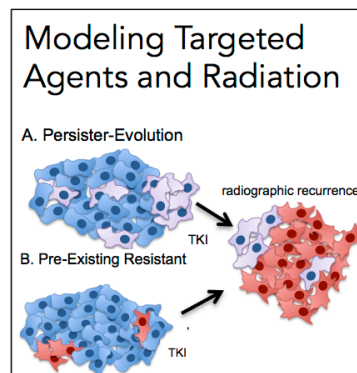 Modeling Targeted
Agents and Radiation
A. Persister-Evolution
radiographic recurrence
TKI
B. Pre-Existing Resistant
TKI